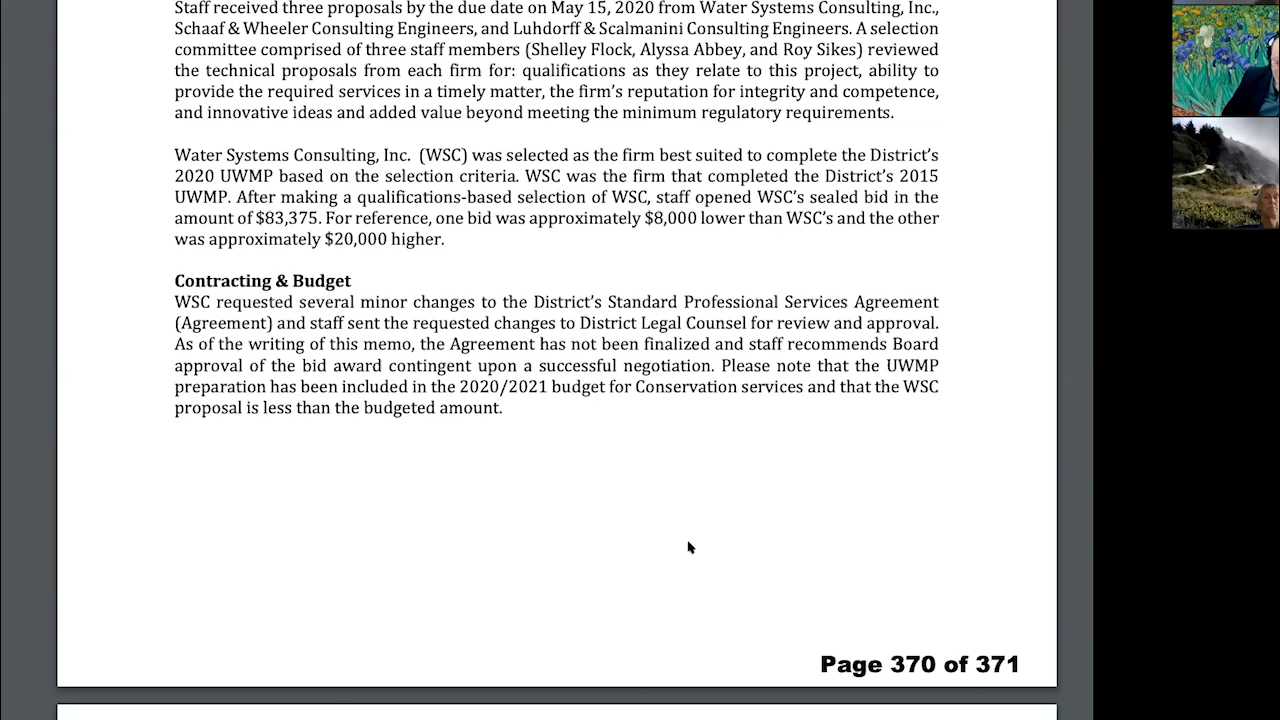 Staff received three proposals by the due date on May 15, 2020 from Water Systems Consulting, Inc.,
Schaaf & Wheeler Consulting Engineers, and Luhdorff & Scalmanini Consulting Engineers. A selection
committee comprised of three staff members (Shelley Flock, Alyssa Abbey, and Roy Sikes) reviewed
the technical proposals from each firm for: qualifications as they relate to this project, ability to
provide the required services in a timely matter, the firm's reputation for integrity and competence,
and innovative ideas and added value beyond meeting the minimum regulatory requirements.
Water Systems Consulting, Inc. (WSC) was selected as the firm best suited to complete the District's
2020 UWMP based on the selection criteria. WSC was the firm that completed the District's 2015
UWMP. After making a qualifications-based selection of WSC, staff opened WSC's sealed bid in the
amount of $83,375. For reference, one bid was approximately $8,000 lower than WSC's and the other
was approximately $20,000 higher.
Contracting & Budget
WSC requested several minor changes to the District's Standard Professional Services Agreement
(Agreement) and staff sent the requested changes to District Legal Counsel for review and approval.
As of the writing of this memo, the Agreement has not been finalized and staff recommends Board
approval of the bid award contingent upon a successful negotiation. Please note that the UWMP
preparation has been included in the 2020/2021 budget for Conservation services and that the WSC
proposal is less than the budgeted amount.
Page 370 of 371